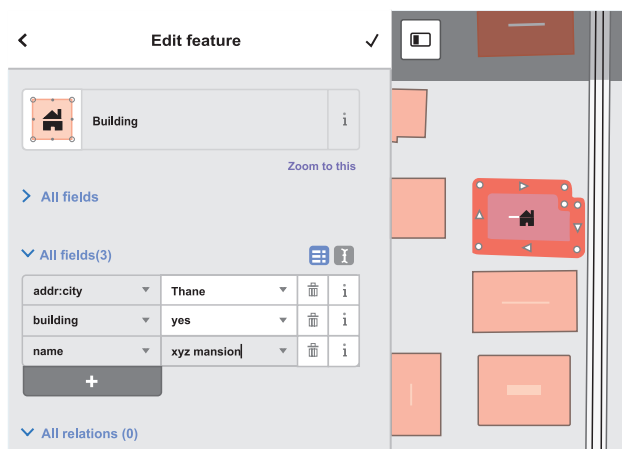 Edit feature
Building i
Zoom to this
All fields
All fields(3)
addr:city Thane i
building yes i
name xyz mansion i
+
All relations (0)